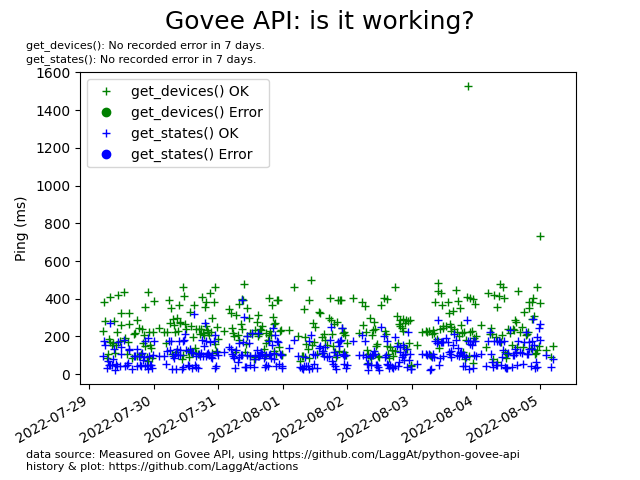 Govee API: is it working?
get_devices(): No recorded error in 7 days.
get_states(): No recorded error in 7 days.
1600
1400
1200
1000
800
600
400
200
0
Ping (ms)
get_devices() OK
get_devices() Error
get_states() OK
get_states() Error
2022-07-29
2022-07-30
2022-07-31
2022-08-01
2022-08-02
2022-08-03
2022-08-04
2022-08-05
data source: Measured on Govee API, using https://github.com/LaggAt/python-govee-api
history & plot: https://github.com/LaggAt/actions